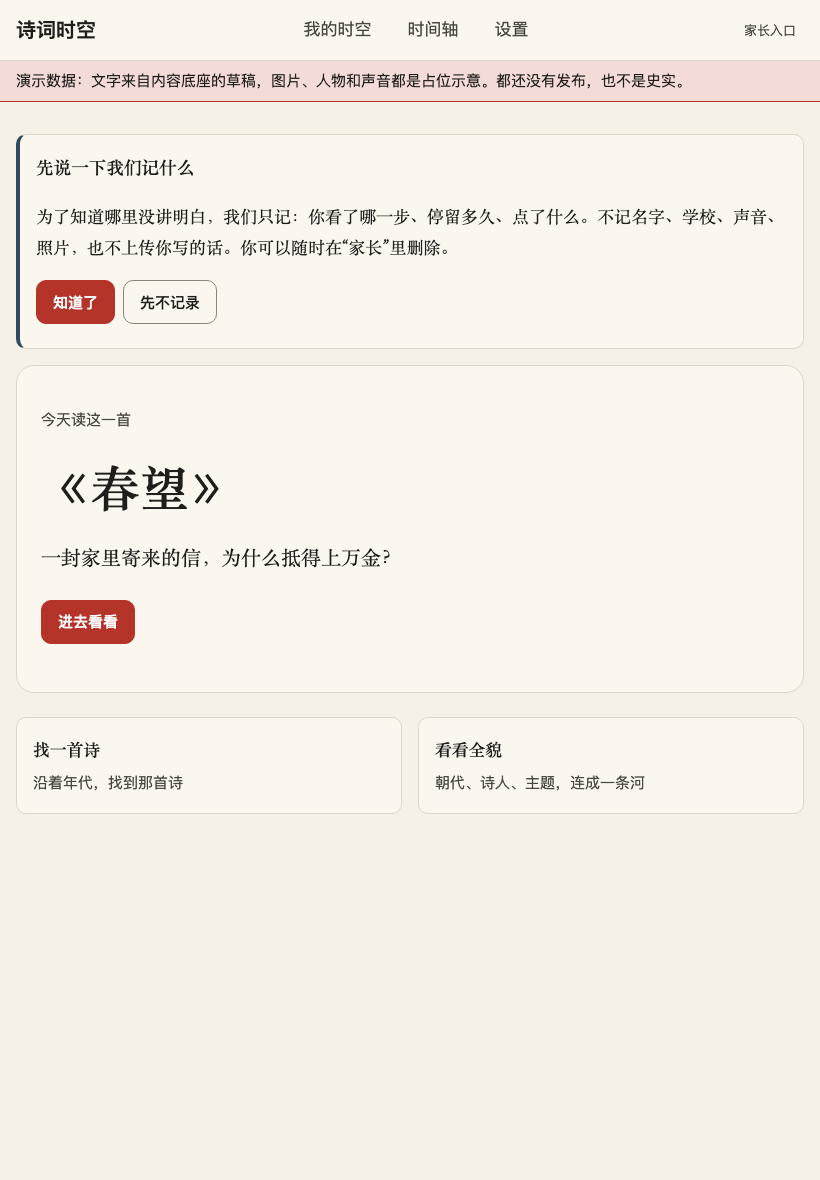 诗词时空
我的时空 时间轴 设置
家长入口
演示数据：文字来自内容底座的草稿，图片、人物和声音都是占位示意。都还没有发布，也不是史实。
先说一下我们记什么
为了知道哪里没讲明白，我们只记：你看了哪一步、停留多久、点了什么。不记名字、学校、声音、
照片，也不上传你写的话。你可以随时在“家长”里删除。
知道了 先不记录
今天读这一首
《春望》
一封家里寄来的信，为什么抵得上万金？
进去看看
找一首诗
沿着年代，找到那首诗
看看全貌
朝代、诗人、主题，连成一条河